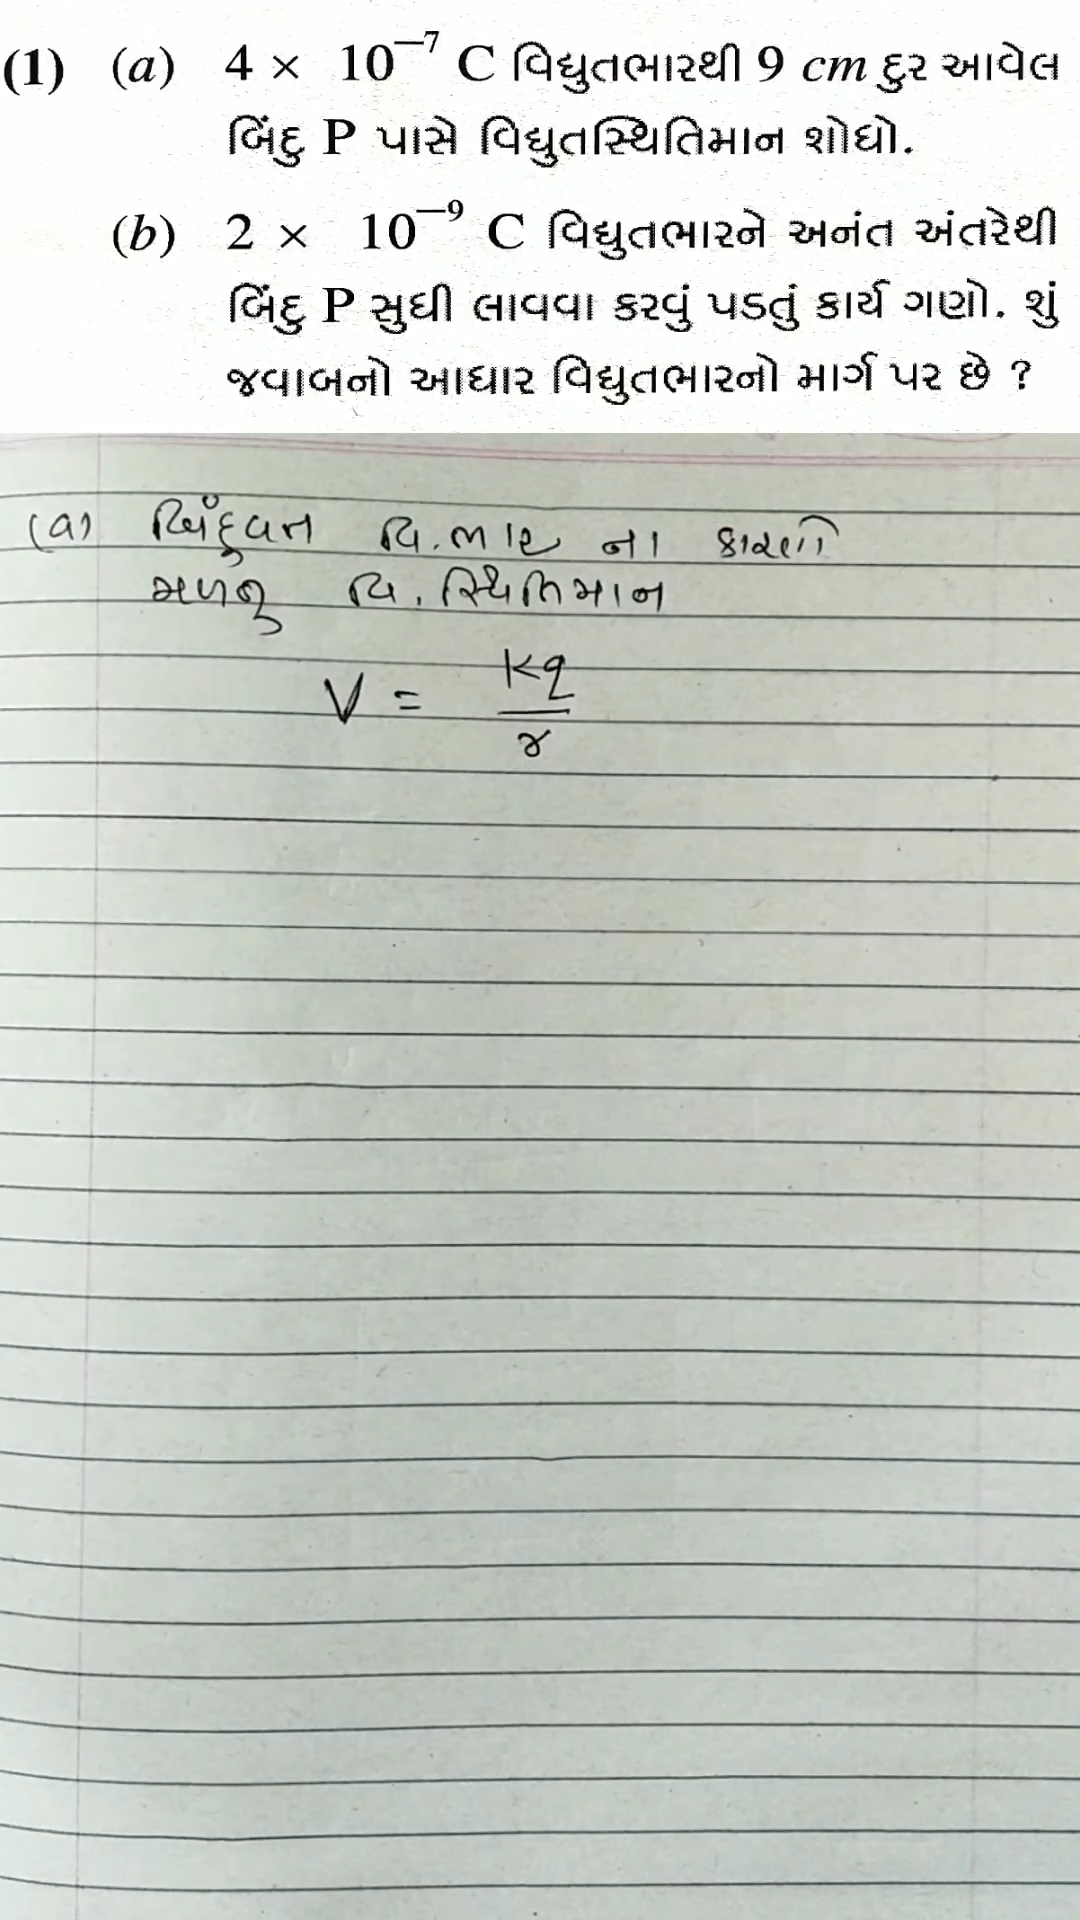 (1) (a) 4 × 10⁻⁷ C વિદ્યુતભારથી 9 cm દુર આવેલ
બિંદુ P પાસે વિદ્યુતસ્થિતિમાન શોધો.
(b) 2 × 10⁻⁹ C વિદ્યુતભારને અનંત અંતરેથી
બિંદુ P સુધી લાવવા કરવું પડતું કાર્ય ગણો. શું
જવાબનો આધાર વિદ્યુતભારનો માર્ગ પર છે ?
(a) બિંદુવત વિ.ભાર ના કારણે
મળતુ વિ. સ્થિતિમાન
V = kq
r